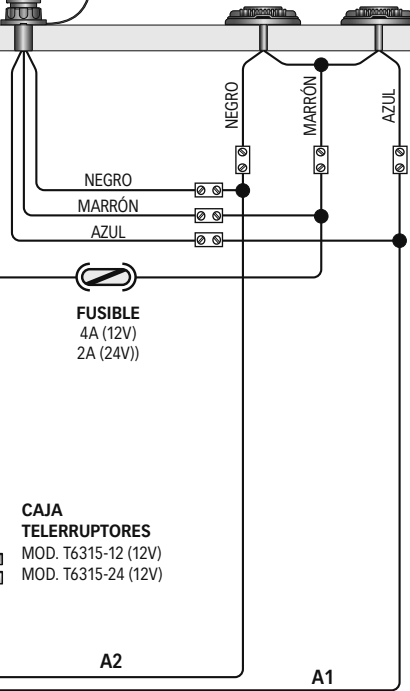 NEGRO
MARRÓN
AZUL
NEGRO
MARRÓN
AZUL
FUSIBLE
4A (12V)
2A (24V))
CAJA
TELERRUPTORES
MOD. T6315-12 (12V)
MOD. T6315-24 (12V)
A2
A1